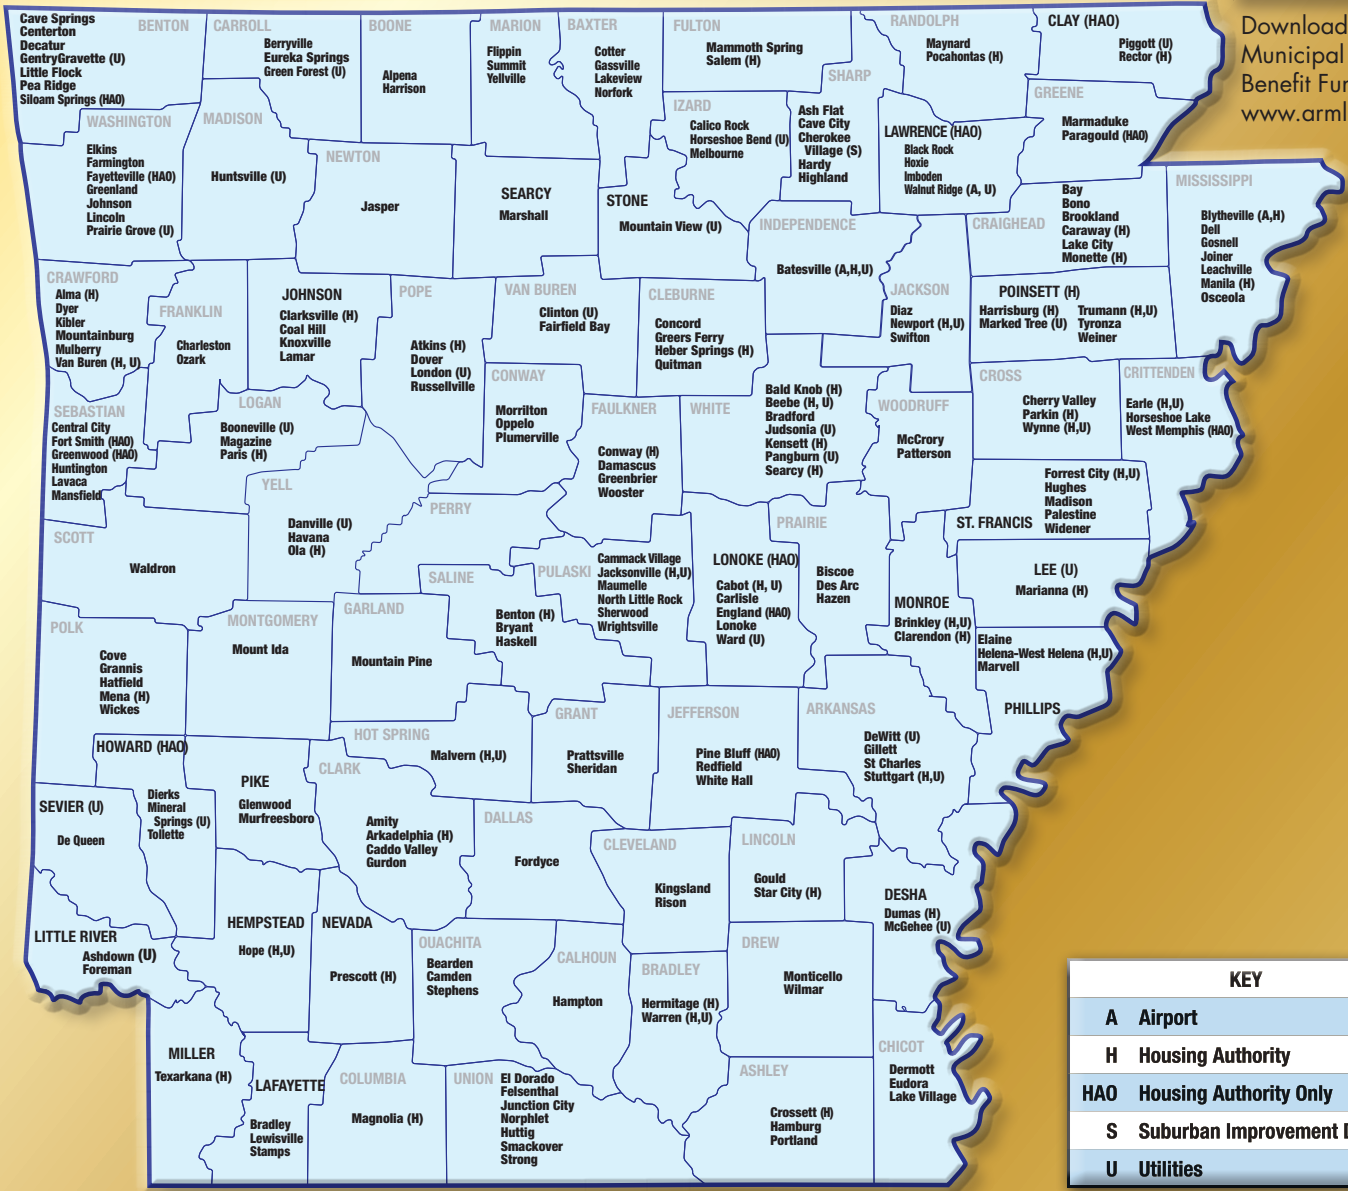 Download
Municipal
Benefit Fu
www.arml
BENTON
Cave Springs
Centerton
Decatur
GentryGravette (U)
Little Flock
Pea Ridge
Siloam Springs (HAO)
CARROLL
Berryville
Eureka Springs
Green Forest (U)
BOONE
Alpena
Harrison
MARION
Flippin
Summit
Yellville
BAXTER
Cotter
Gassville
Lakeview
Norfork
FULTON
Mammoth Spring
Salem (H)
SHARP
Ash Flat
Cave City
Cherokee
Village (S)
Hardy
Highland
RANDOLPH
Maynard
Pocahontas (H)
CLAY (HAO)
Piggott (U)
Rector (H)
GREENE
Marmaduke
Paragould (HAO)
WASHINGTON
Elkins
Farmington
Fayetteville (HAO)
Greenland
Johnson
Lincoln
Prairie Grove (U)
MADISON
Huntsville (U)
NEWTON
Jasper
SEARCY
Marshall
STONE
Mountain View (U)
IZARD
Calico Rock
Horseshoe Bend (U)
Melbourne
LAWRENCE (HAO)
Black Rock
Hoxie
Imboden
Walnut Ridge (A, U)
INDEPENDENCE
Batesville (A,H,U)
CRAIGHEAD
Bay
Bono
Brookland
Caraway (H)
Lake City
Monette (H)
MISSISSIPPI
Blytheville (A,H)
Dell
Gosnell
Joiner
Leachville
Manila (H)
Osceola
CRAWFORD
Alma (H)
Dyer
Kibler
Mountainburg
Mulberry
Van Buren (H, U)
FRANKLIN
Charleston
Ozark
JOHNSON
Clarksville (H)
Coal Hill
Knoxville
Lamar
POPE
Atkins (H)
Dover
London (U)
Russellville
VAN BUREN
Clinton (U)
Fairfield Bay
CLEBURNE
Concord
Greers Ferry
Heber Springs (H)
Quitman
JACKSON
Diaz
Newport (H,U)
Swifton
POINSETT (H)
Harrisburg (H)
Marked Tree (U)
Trumann (H,U)
Tyronza
Weiner
SEBASTIAN
Central City
Fort Smith (HAO)
Greenwood (HAO)
Huntington
Lavaca
Mansfield
LOGAN
Booneville (U)
Magazine
Paris (H)
CONWAY
Morrilton
Oppelo
Plumerville
FAULKNER
Conway (H)
Damascus
Greenbrier
Wooster
WHITE
Bald Knob (H)
Beebe (H, U)
Bradford
Judsonia (U)
Kensett (H)
Pangburn (U)
Searcy (H)
WOODRUFF
McCrory
Patterson
CROSS
Cherry Valley
Parkin (H)
Wynne (H,U)
CRITTENDEN
Earle (H,U)
Horseshoe Lake
West Memphis (HAO)
ST. FRANCIS
Forrest City (H,U)
Hughes
Madison
Palestine
Widener
YELL
Danville (U)
Havana
Ola (H)
PERRY
SCOTT
Waldron
SALINE
Benton (H)
Bryant
Haskell
PULASKI
Cammack Village
Jacksonville (H,U)
Maumelle
North Little Rock
Sherwood
Wrightsville
LONOKE (HAO)
Cabot (H, U)
Carlisle
England (HAO)
Lonoke
Ward (U)
PRAIRIE
Biscoe
Des Arc
Hazen
MONROE
Brinkley (H,U)
Clarendon (H)
LEE (U)
Marianna (H)
Elaine
Helena-West Helena (H,U)
Marvell
PHILLIPS
POLK
Cove
Grannis
Hatfield
Mena (H)
Wickes
MONTGOMERY
Mount Ida
GARLAND
Mountain Pine
HOT SPRING
Malvern (H,U)
GRANT
Prattsville
Sheridan
JEFFERSON
Pine Bluff (HAO)
Redfield
White Hall
ARKANSAS
DeWitt (U)
Gillett
St Charles
Stuttgart (H,U)
HOWARD (HAO)
Dierks
Mineral
Springs (U)
Tollette
SEVIER (U)
De Queen
PIKE
Glenwood
Murfreesboro
CLARK
Amity
Arkadelphia (H)
Caddo Valley
Gurdon
DALLAS
Fordyce
CLEVELAND
Kingsland
Rison
LINCOLN
Gould
Star City (H)
DESHA
Dumas (H)
McGehee (U)
LITTLE RIVER
Ashdown (U)
Foreman
HEMPSTEAD
Hope (H,U)
NEVADA
Prescott (H)
OUACHITA
Bearden
Camden
Stephens
CALHOUN
Hampton
BRADLEY
Hermitage (H)
Warren (H,U)
DREW
Monticello
Wilmar
MILLER
Texarkana (H)
LAFAYETTE
Bradley
Lewisville
Stamps
COLUMBIA
Magnolia (H)
UNION
El Dorado
Felsenthal
Junction City
Norphlet
Huttig
Smackover
Strong
ASHLEY
Crossett (H)
Hamburg
Portland
CHICOT
Dermott
Eudora
Lake Village
KEY
A Airport
H Housing Authority
HAO Housing Authority Only
S Suburban Improvement D
U Utilities